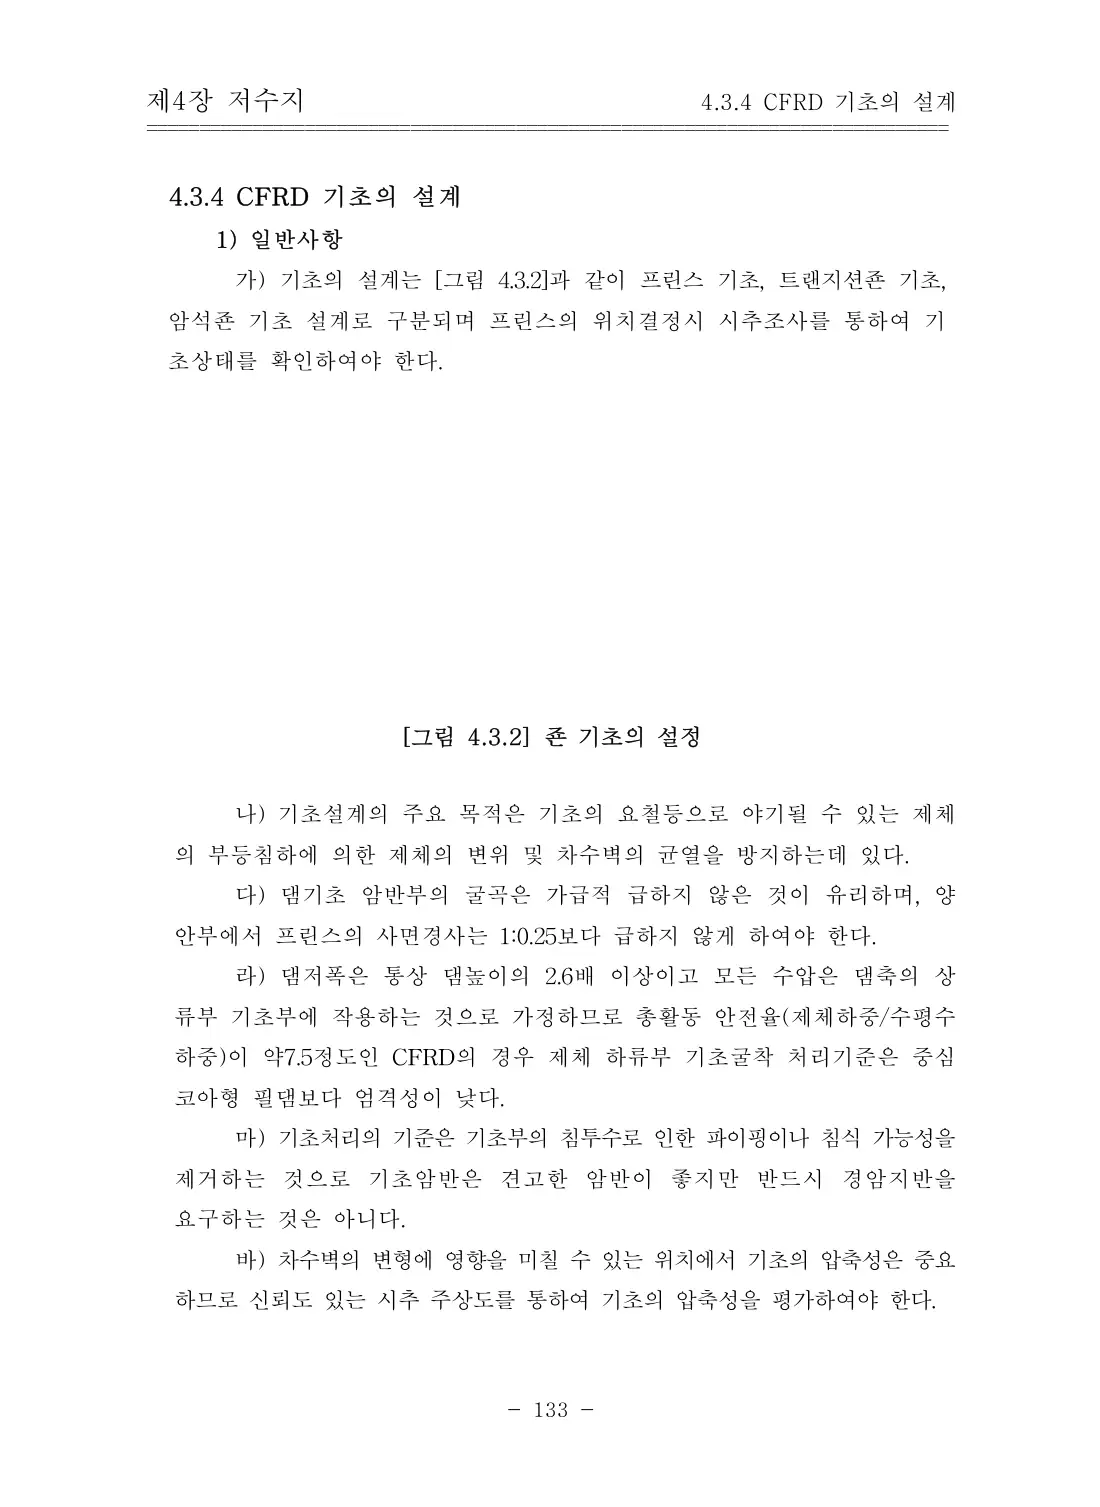 제4장 저수지 4.3.4 CFRD 기초의 설계
4.3.4 CFRD 기초의 설계
1) 일반사항
가) 기초의 설계는 [그림 4.3.2]과 같이 프린스 기초, 트랜지션죤 기초,
암석죤 기초 설계로 구분되며 프린스의 위치결정시 시추조사를 통하여 기
초상태를 확인하여야 한다.
[그림 4.3.2] 죤 기초의 설정
나) 기초설계의 주요 목적은 기초의 요철등으로 야기될 수 있는 제체
의 부등침하에 의한 제체의 변위 및 차수벽의 균열을 방지하는데 있다.
다) 댐기초 암반부의 굴곡은 가급적 급하지 않은 것이 유리하며, 양
안부에서 프린스의 사면경사는 1:0.25보다 급하지 않게 하여야 한다.
라) 댐저폭은 통상 댐높이의 2.6배 이상이고 모든 수압은 댐축의 상
류부 기초부에 작용하는 것으로 가정하므로 총활동 안전율(제체하중/수평수
하중)이 약7.5정도인 CFRD의 경우 제체 하류부 기초굴착 처리기준은 중심
코아형 필댐보다 엄격성이 낮다.
마) 기초처리의 기준은 기초부의 침투수로 인한 파이핑이나 침식 가능성을
제거하는 것으로 기초암반은 견고한 암반이 좋지만 반드시 경암지반을
요구하는 것은 아니다.
바) 차수벽의 변형에 영향을 미칠 수 있는 위치에서 기초의 압축성은 중요
하므로 신뢰도 있는 시추 주상도를 통하여 기초의 압축성을 평가하여야 한다.
- 133 -